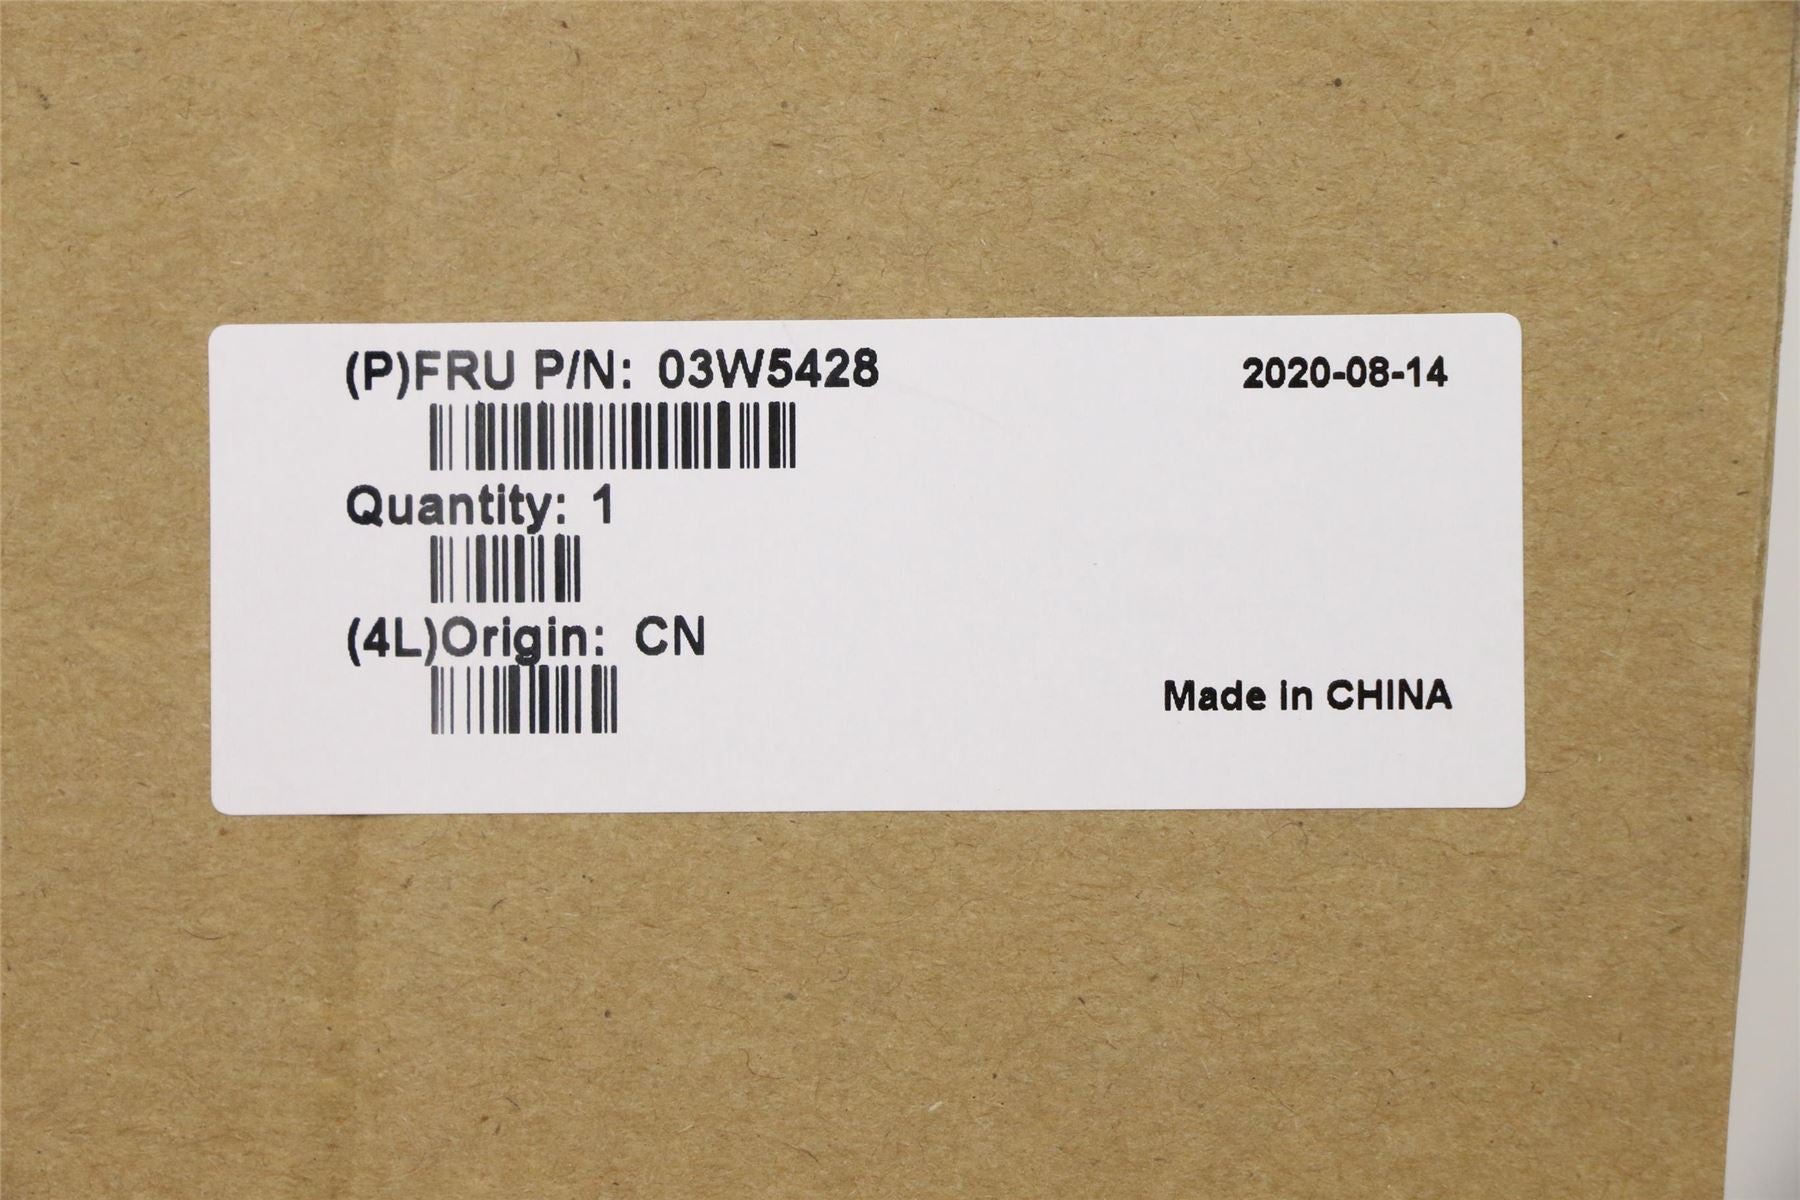 (P)FRU P/N: 03W5428
2020-08-14
Quantity: 1
(4L)Origin: CN
Made in CHINA